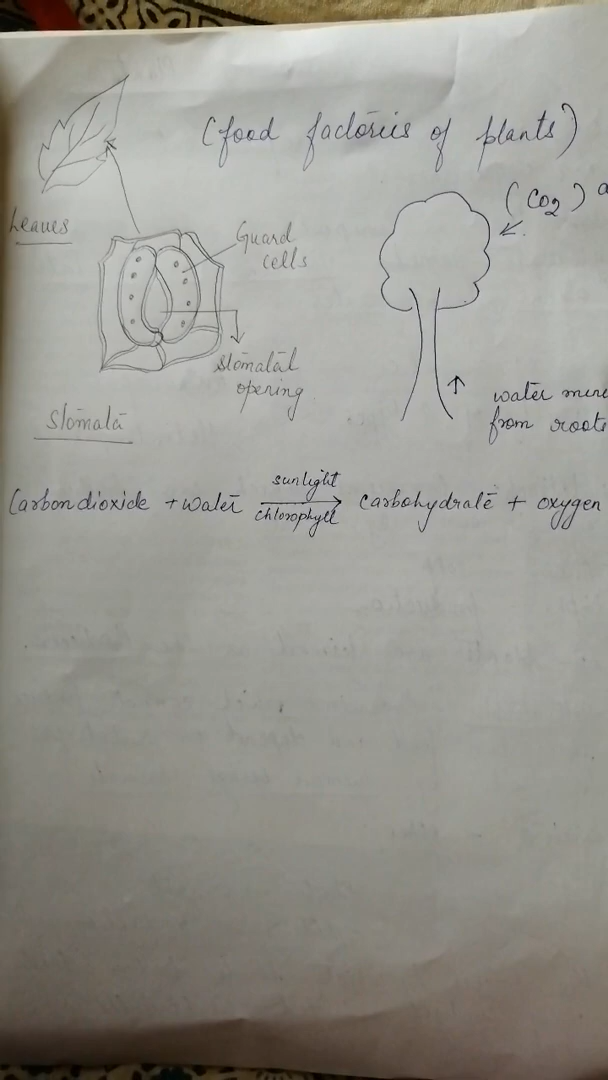 (food factories of plants)
(CO2)
Leaves
Guard
cells
stomatal
opening
water
from roots
Stomata
Carbondioxide + water sunlight chlorophyll carbohydrate + oxygen